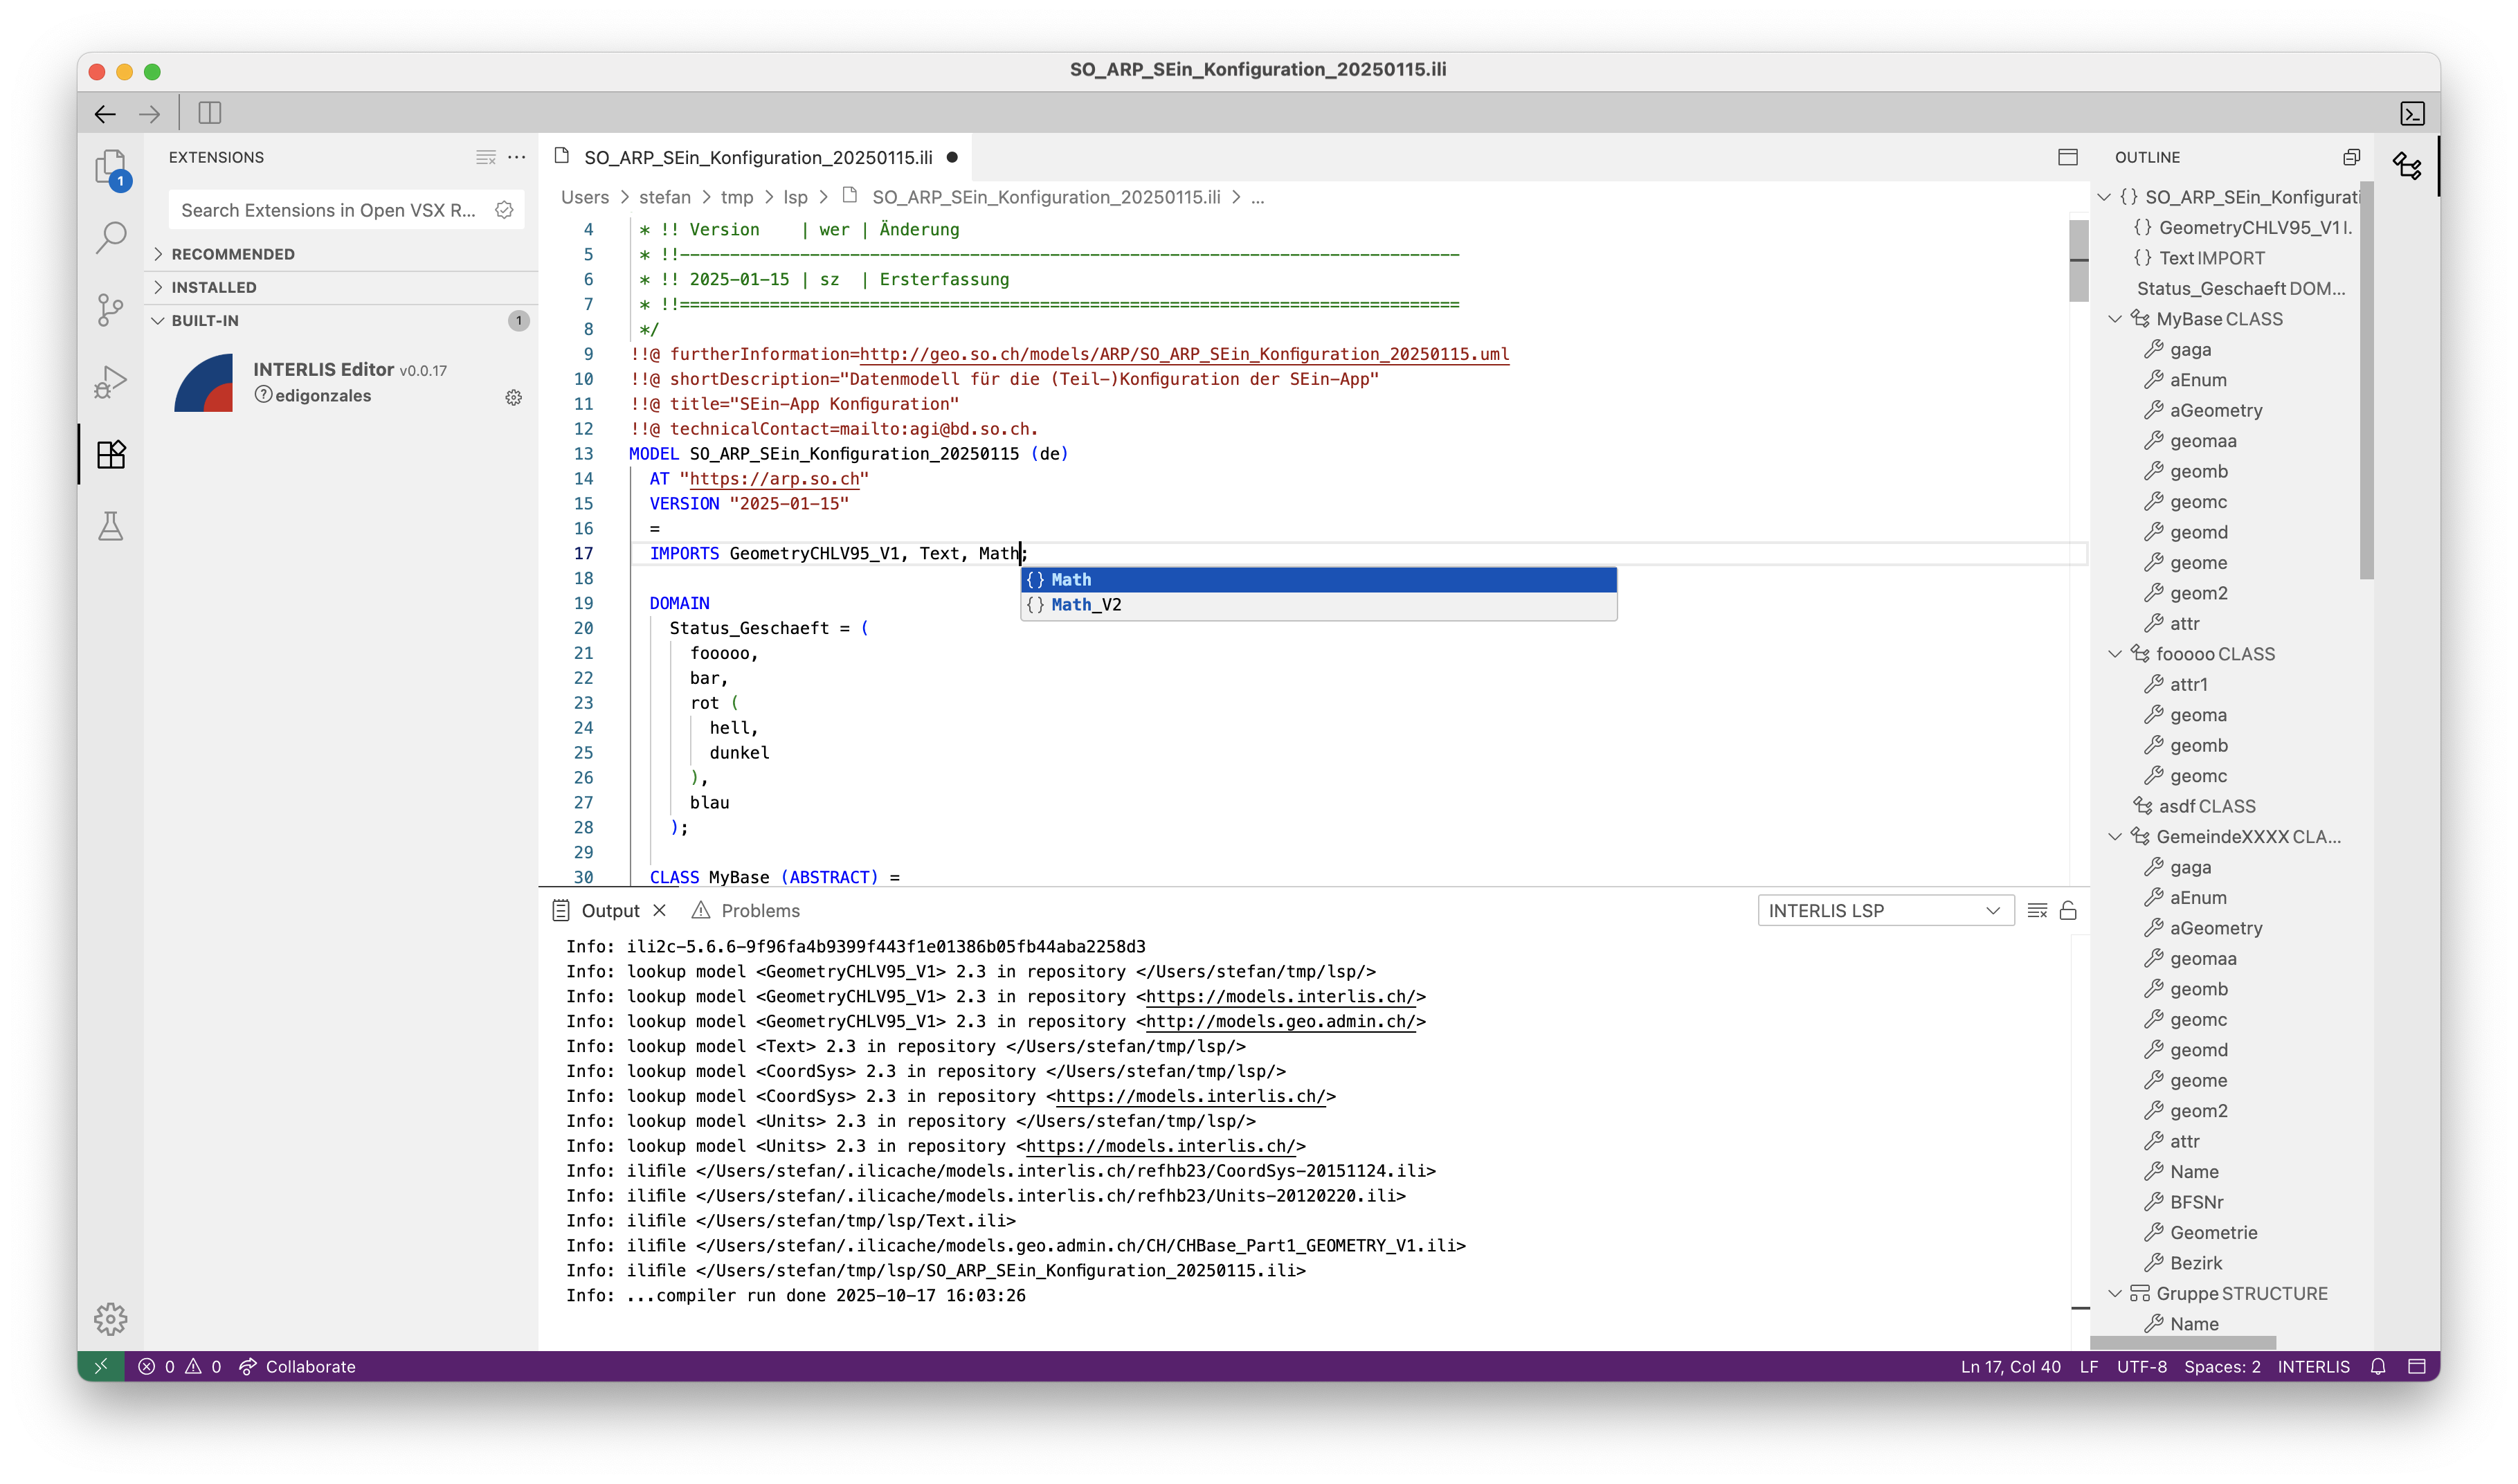 SO_ARP_SEin_Konfiguration_20250115.ili
1
EXTENSIONS
Search Extensions in Open VSX R...
RECOMMENDED
INSTALLED
BUILT-IN
1
INTERLIS Editor v0.0.17
edigonzales
SO_ARP_SEin_Konfiguration_20250115.ili
Users > stefan > tmp > lsp > SO_ARP_SEin_Konfiguration_20250115.ili > ...
4 * !! Version    | wer | Änderung
5 * !!------------------------------------------------------------------------------
6 * !! 2025-01-15 | sz  | Ersterfassung
7 * !!==============================================================================
8 */
9 !!@ furtherInformation=http://geo.so.ch/models/ARP/SO_ARP_SEin_Konfiguration_20250115.uml
10 !!@ shortDescription="Datenmodell für die (Teil-)Konfiguration der SEin-App"
11 !!@ title="SEin-App Konfiguration"
12 !!@ technicalContact=mailto:agi@bd.so.ch.
13 MODEL SO_ARP_SEin_Konfiguration_20250115 (de)
14 AT "https://arp.so.ch"
15 VERSION "2025-01-15"
16 =
17 IMPORTS GeometryCHLV95_V1, Text, Math;
{} Math
{} Math_V2
18
19 DOMAIN
20 Status_Geschaeft = (
21 fooooo,
22 bar,
23 rot (
24 hell,
25 dunkel
26 ),
27 blau
28 );
29
30 CLASS MyBase (ABSTRACT) =
Output
Problems
INTERLIS LSP
Info: ili2c-5.6.6-9f96fa4b9399f443f1e01386b05fb44aba2258d3
Info: lookup model <GeometryCHLV95_V1> 2.3 in repository </Users/stefan/tmp/lsp/>
Info: lookup model <GeometryCHLV95_V1> 2.3 in repository <https://models.interlis.ch/>
Info: lookup model <GeometryCHLV95_V1> 2.3 in repository <http://models.geo.admin.ch/>
Info: lookup model <Text> 2.3 in repository </Users/stefan/tmp/lsp/>
Info: lookup model <CoordSys> 2.3 in repository </Users/stefan/tmp/lsp/>
Info: lookup model <CoordSys> 2.3 in repository <https://models.interlis.ch/>
Info: lookup model <Units> 2.3 in repository </Users/stefan/tmp/lsp/>
Info: lookup model <Units> 2.3 in repository <https://models.interlis.ch/>
Info: ilifile </Users/stefan/.ilicache/models.interlis.ch/refhb23/CoordSys-20151124.ili>
Info: ilifile </Users/stefan/.ilicache/models.interlis.ch/refhb23/Units-20120220.ili>
Info: ilifile </Users/stefan/tmp/lsp/Text.ili>
Info: ilifile </Users/stefan/.ilicache/models.geo.admin.ch/CH/CHBase_Part1_GEOMETRY_V1.ili>
Info: ilifile </Users/stefan/tmp/lsp/SO_ARP_SEin_Konfiguration_20250115.ili>
Info: ...compiler run done 2025-10-17 16:03:26
OUTLINE
{} SO_ARP_SEin_Konfigurati
{} GeometryCHLV95_V1 I.
{} Text IMPORT
Status_Geschaeft DOM...
MyBase CLASS
gaga
aEnum
aGeometry
geomaa
geomb
geomc
geomd
geome
geom2
attr
fooooo CLASS
attr1
geoma
geomb
geomc
asdf CLASS
GemeindeXXXX CLA...
gaga
aEnum
aGeometry
geomaa
geomb
geomc
geomd
geome
geom2
attr
Name
BFSNr
Geometrie
Bezirk
Gruppe STRUCTURE
Name
0 0 Collaborate
Ln 17, Col 40 LF UTF-8 Spaces: 2 INTERLIS